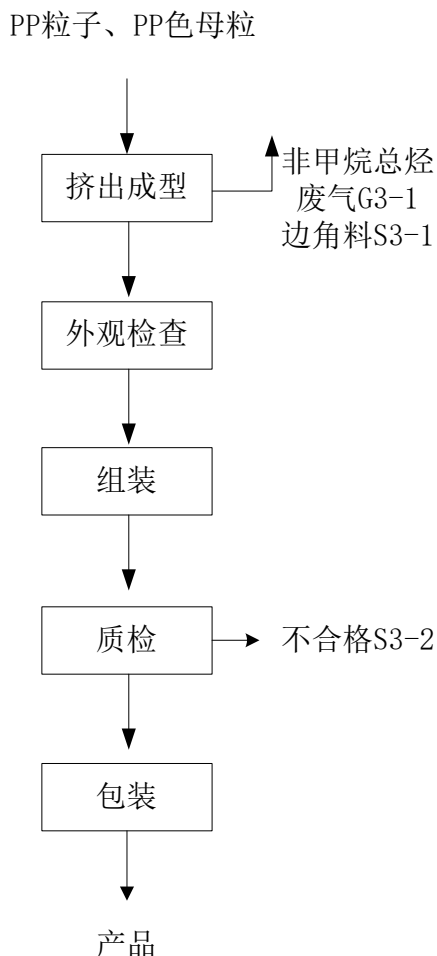 PP粒子、PP色母粒
挤出成型
非甲烷总烃
废气G3-1
边角料S3-1
外观检查
组装
质检
不合格S3-2
包装
产品